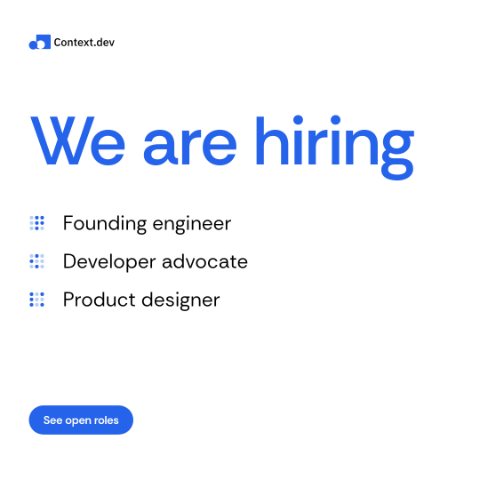 Context.dev
We are hiring
Founding engineer
Developer advocate
Product designer
See open roles